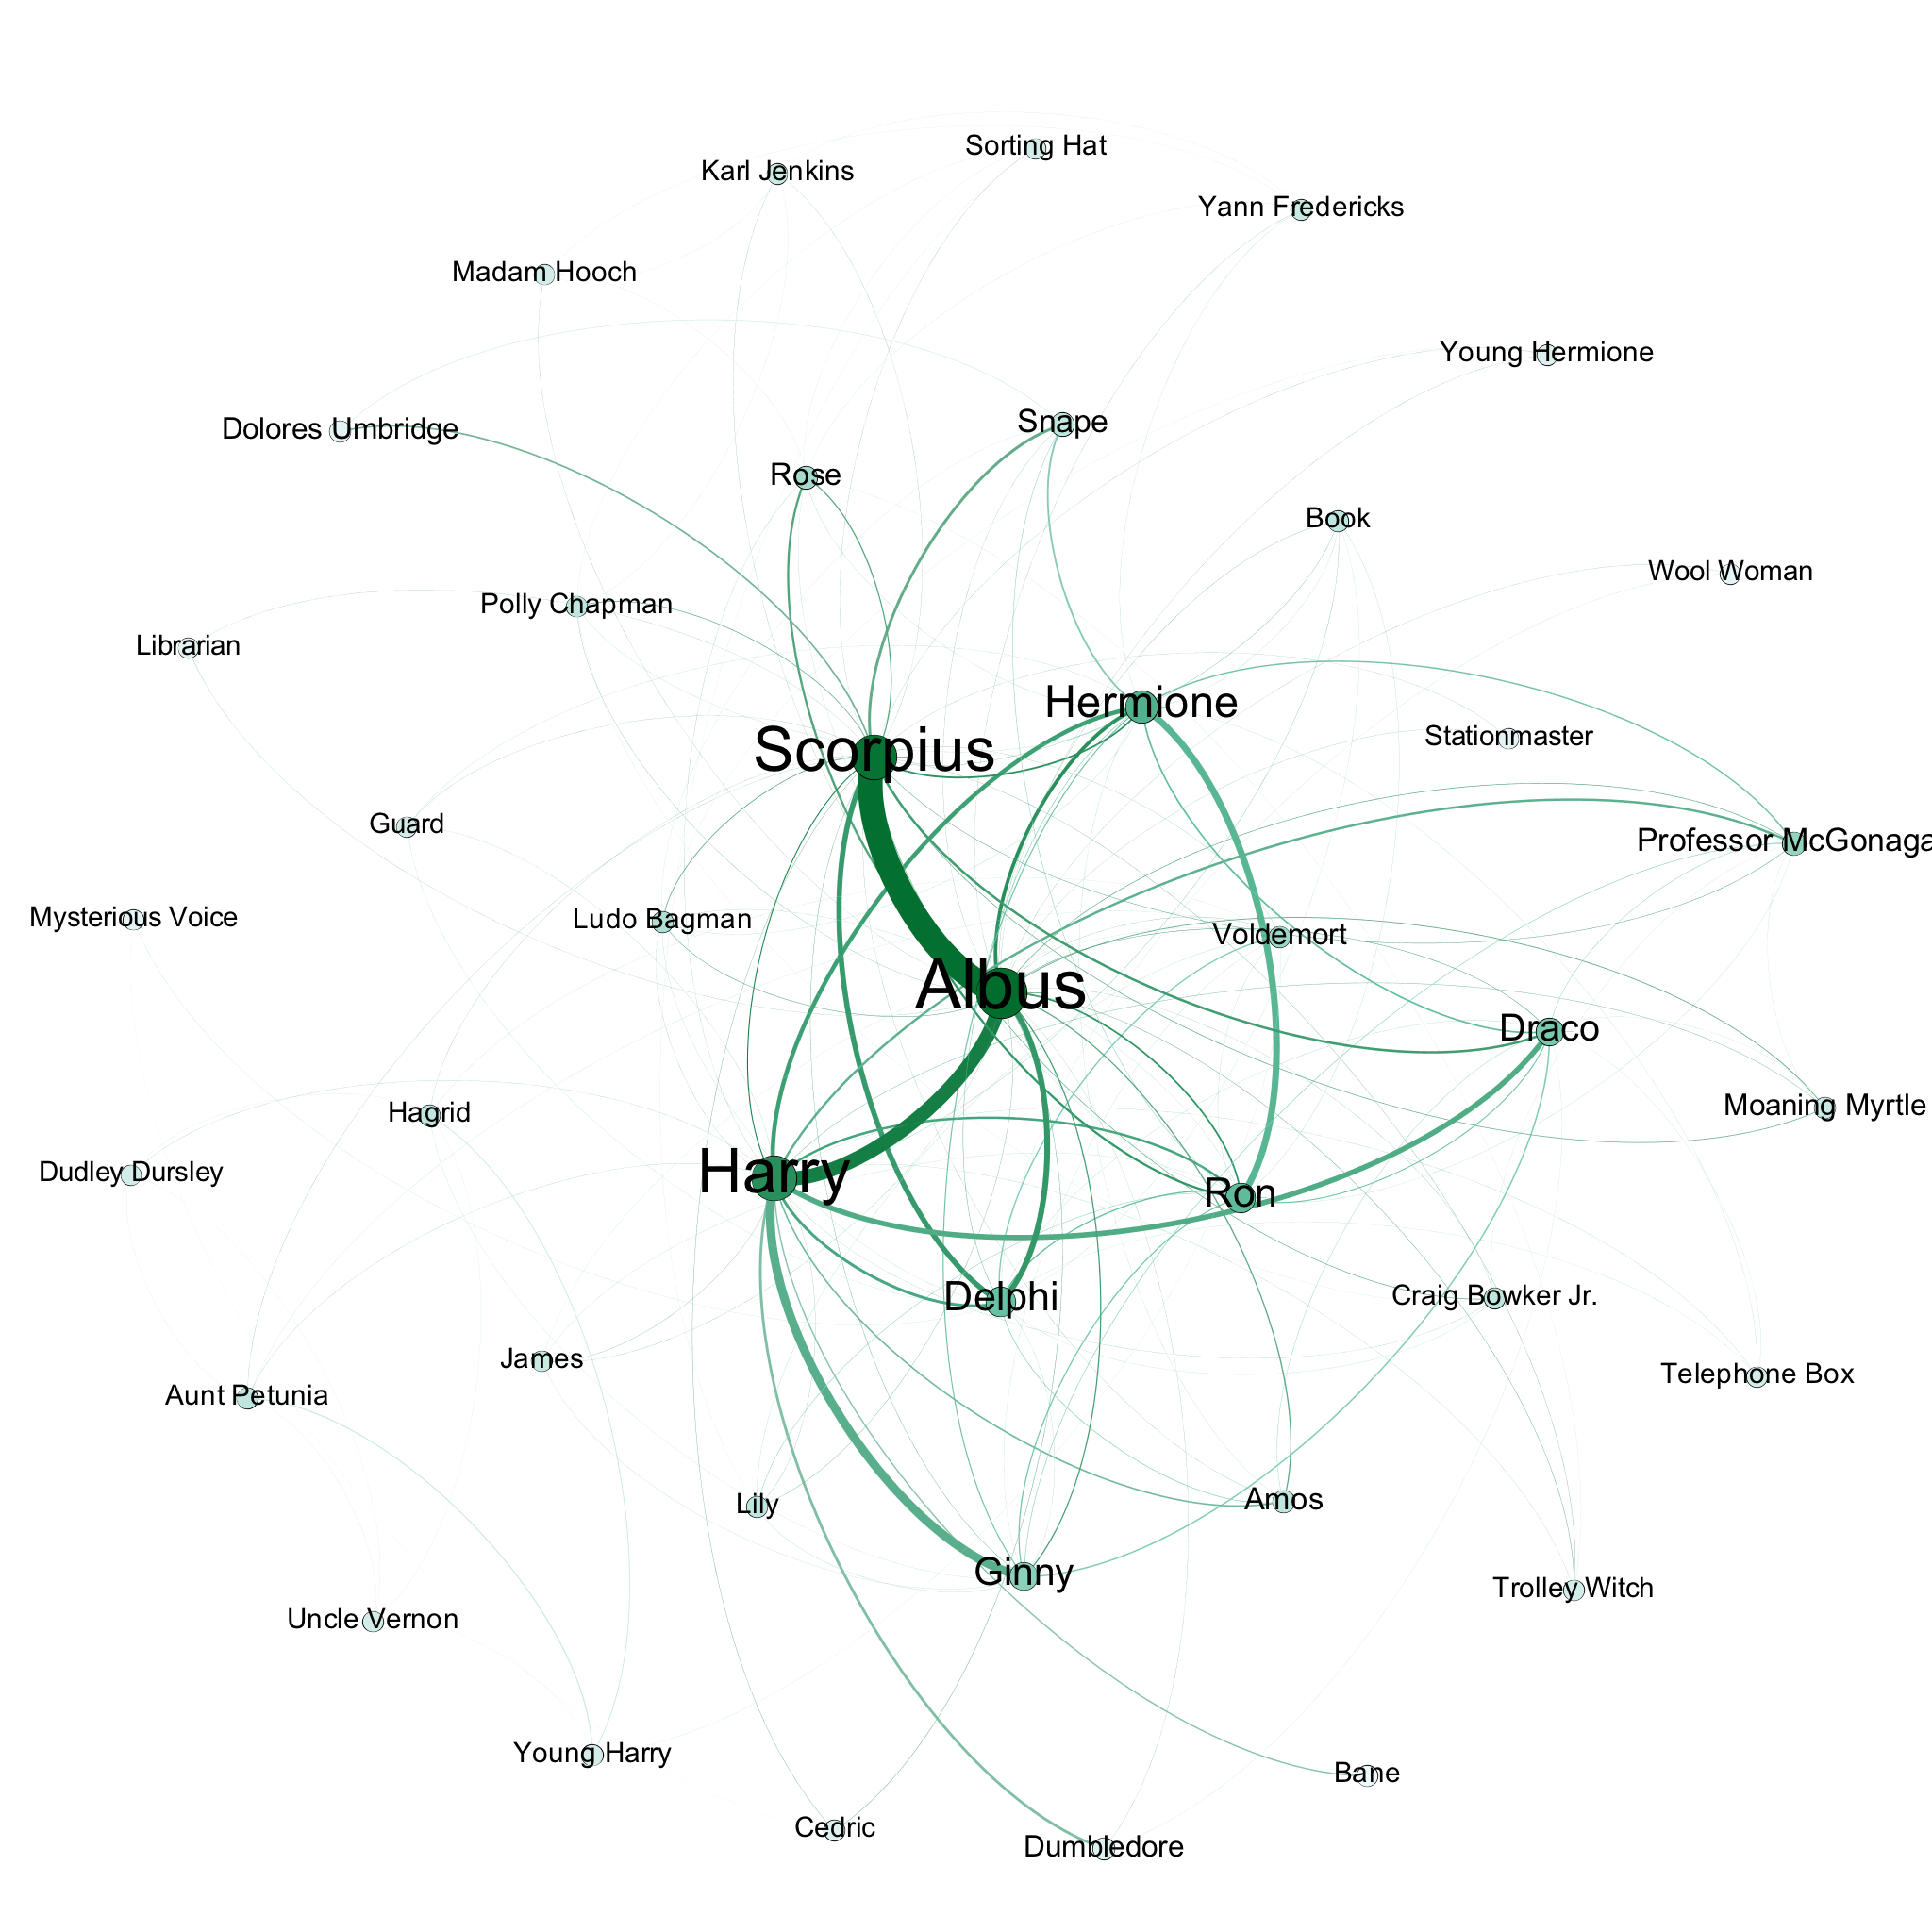 Sorting Hat
Karl Jenkins
Yann Fredericks
Madam Hooch
Young Hermione
Snape
Dolores Umbridge
Rose
Book
Wool Woman
Polly Chapman
Librarian
Hermione
Stationmaster
Scorpius
Guard
Professor McGonaga
Mysterious Voice
Ludo Bagman
Voldemort
Albus
Draco
Moaning Myrtle
Hagrid
Dudley Dursley
Harry
Ron
Delphi
Craig Bowker Jr.
James
Telephone Box
Aunt Petunia
Lily
Amos
Ginny
Trolley Witch
Uncle Vernon
Young Harry
Bane
Cedric
Dumbledore